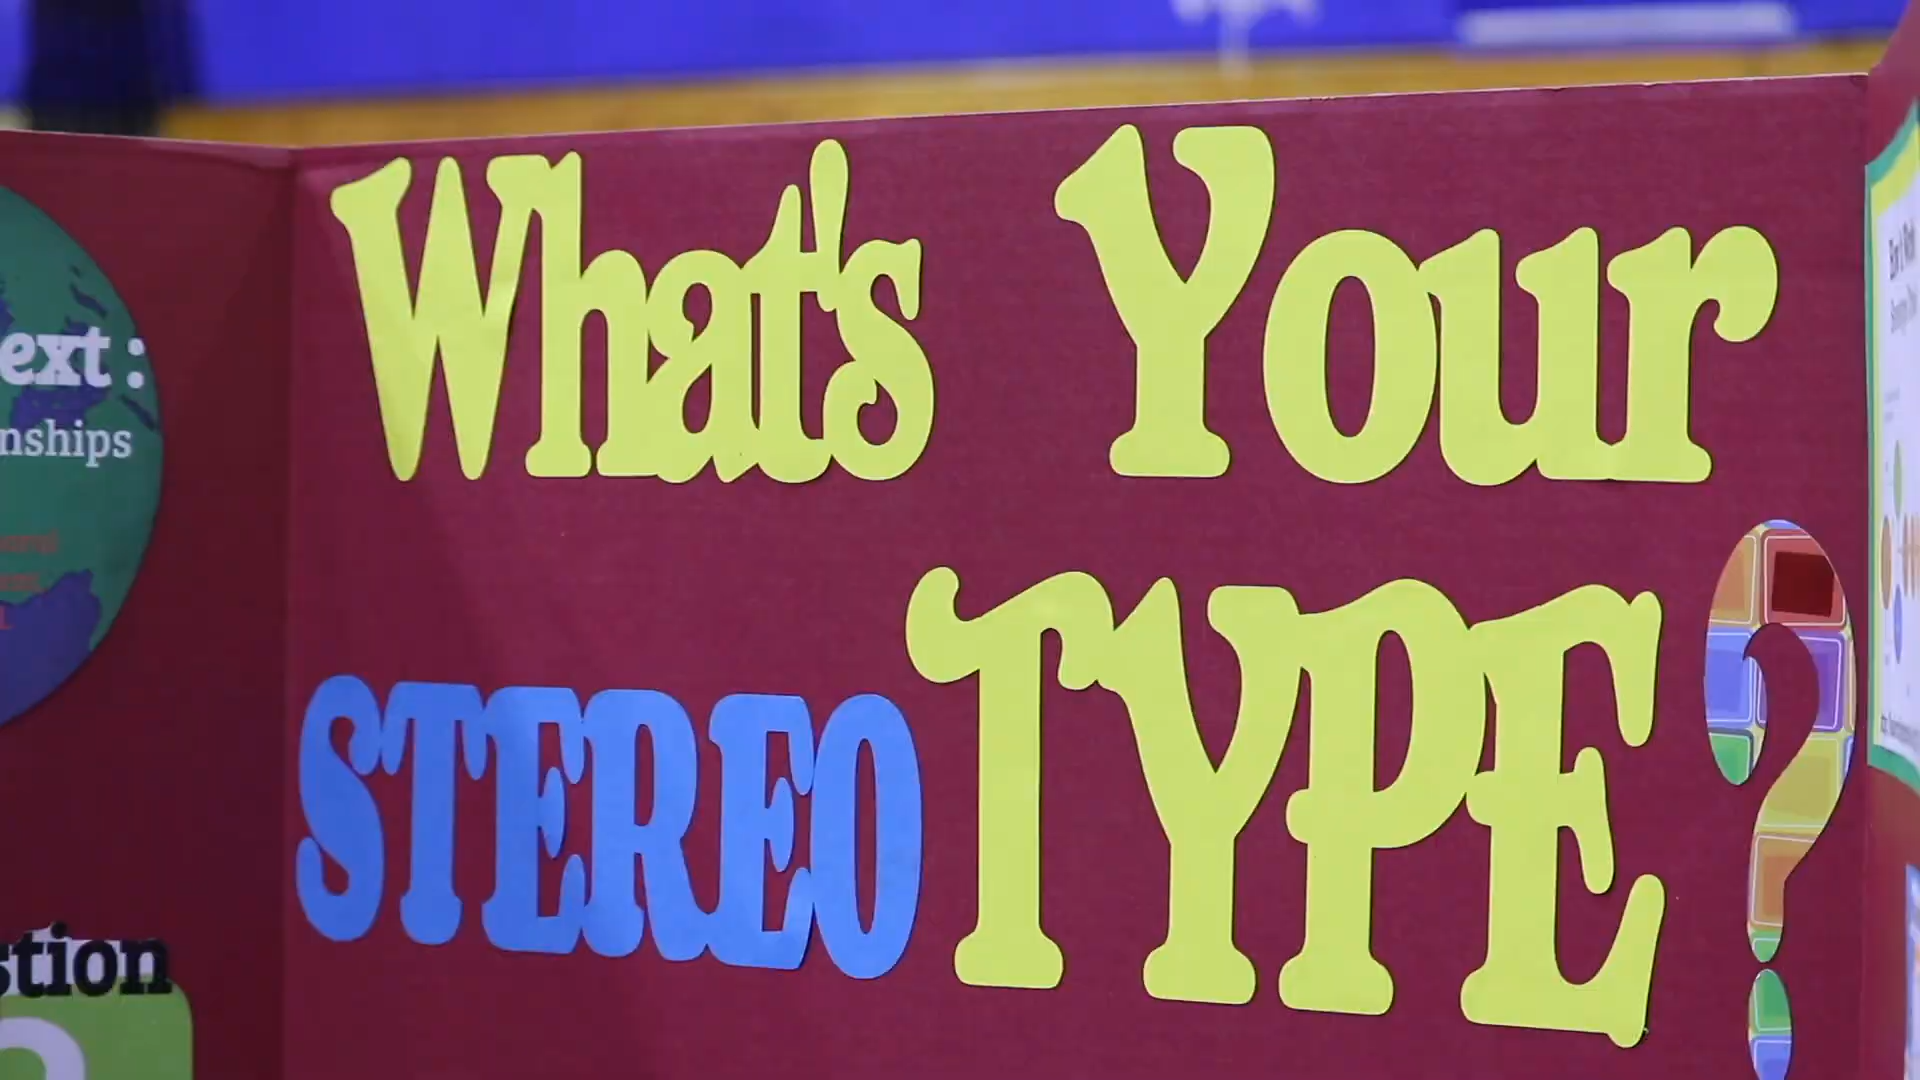 What's Your
STEREOTYPE?
ext :
nships
stion